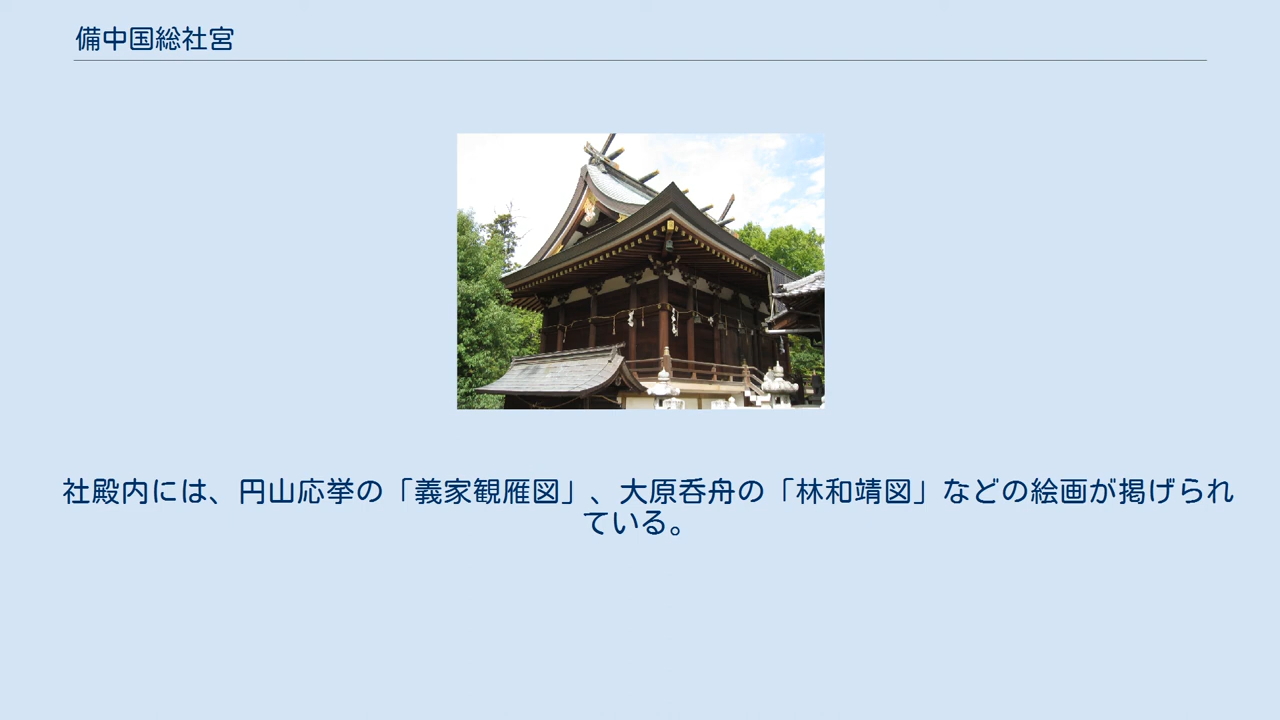 備中国総社宮
社殿内には、円山応挙の「義家観雁図」、大原呑舟の「林和靖図」などの絵画が掲げられ
ている。